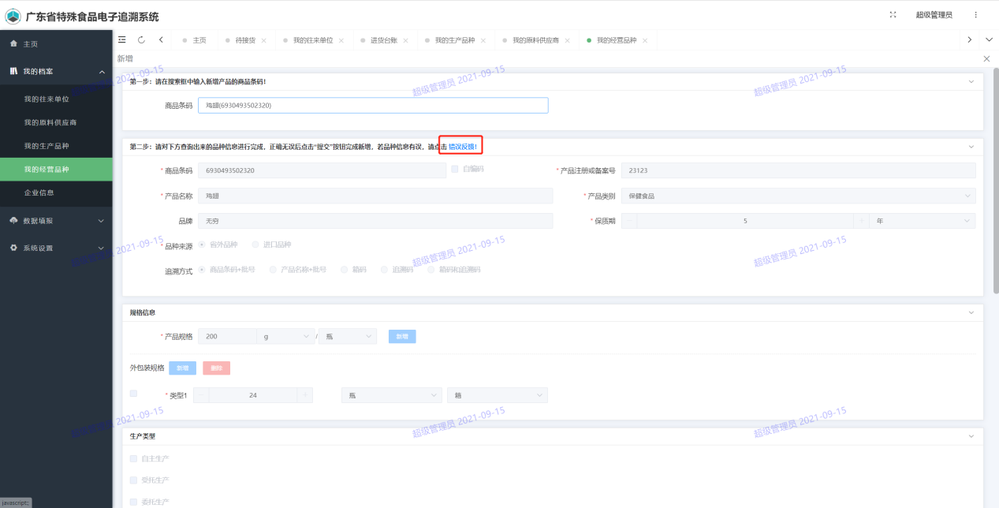 广东省特殊食品电子追溯系统
超级管理员
主页
待接货
我的往来单位
进货台账
我的生产品种
我的原料供应商
我的经营品种
主页
我的档案
我的往来单位
我的原料供应商
我的生产品种
我的经营品种
企业信息
数据填报
系统设置
新增
第一步：请在搜索框中输入新增产品的商品条码！
商品条码 鸡翅(6930493502320)
第二步：请对下方查询出来的品种信息进行完成，正确无误后点击“提交”按钮完成新增，若品种信息有误，请点击 错误反馈！
*商品条码 6930493502320 自编码 *产品注册或备案号 23123
*产品名称 鸡翅 *产品类别 保健食品
品牌 无穷 *保质期 - 5 + 年
*品种来源 省外品种 进口品种
追溯方式 商品条码+批号 产品名称+批号 箱码 追溯码 箱码和追溯码
规格信息
*产品规格 200 g / 瓶 新增
外包装规格 新增 删除
*类型1 - 24 + 瓶 箱
生产类型
自主生产
受托生产
委托生产
超级管理员 2021-09-15
超级管理员 2021-09-15
超级管理员 2021-09-15
超级管理员 2021-09-15
超级管理员 2021-09-15
超级管理员 2021-09-15
超级管理员 2021-09-15
超级管理员 2021-09-15
超级管理员 2021-09-15
javascript:;